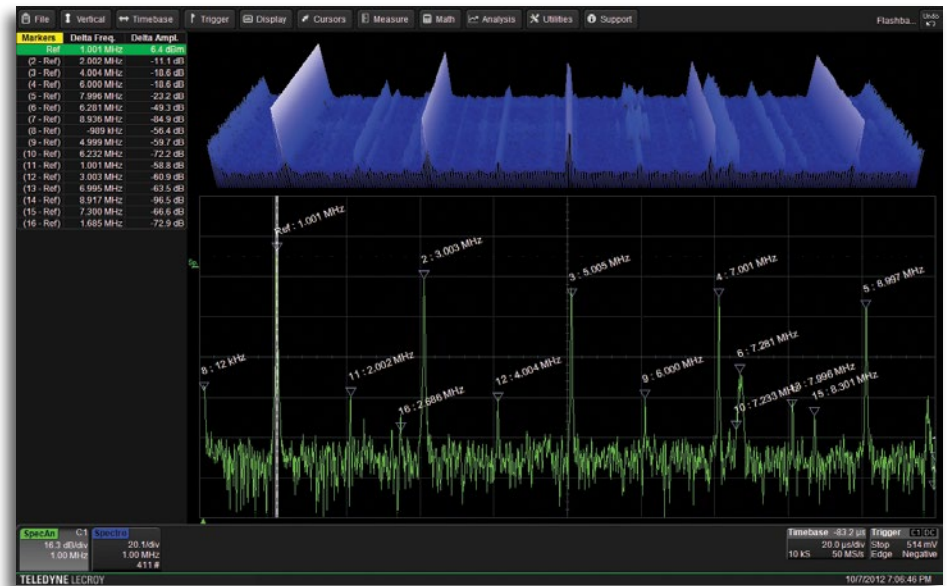 File Vertical Timebase Trigger Display Cursors Measure Math Analysis Utilities Support Flashba... Undo
Markers Delta Freq. Delta Ampl.
Ref 1.001 MHz 6.4 dBm
(2 - Ref) 2.002 MHz -11.1 dB
(3 - Ref) 4.004 MHz -18.6 dB
(4 - Ref) 6.000 MHz -18.6 dB
(5 - Ref) 7.996 MHz -23.2 dB
(6 - Ref) 6.281 MHz -49.3 dB
(7 - Ref) 8.936 MHz -84.9 dB
(8 - Ref) -989 kHz -56.4 dB
(9 - Ref) 4.999 MHz -59.7 dB
(10 - Ref) 6.232 MHz -72.2 dB
(11 - Ref) 1.001 MHz -58.8 dB
(12 - Ref) 3.003 MHz -60.9 dB
(13 - Ref) 6.995 MHz -63.5 dB
(14 - Ref) 8.917 MHz -96.5 dB
(15 - Ref) 7.300 MHz -66.6 dB
(16 - Ref) 1.685 MHz -72.9 dB
Ref : 1.001 MHz
2 : 3.003 MHz
3 : 5.005 MHz
4 : 7.001 MHz
5 : 8.997 MHz
8 : 12 kHz
11 : 2.002 MHz
16 : 2.686 MHz
12 : 4.004 MHz
9 : 6.000 MHz
6 : 7.281 MHz
10 : 7.233 MHz
: 7.996 MHz
15 : 8.301 MHz
SpecAn C1
16.3 dB/div
1.00 MHz
Spectro
20.1/div
1.00 MHz
411 #
Timebase -83.2 µs
20.0 µs/div
10 kS 50 MS/s
Trigger C1 DC
Stop 514 mV
Edge Negative
TELEDYNE LECROY
10/7/2012 7:06:46 PM